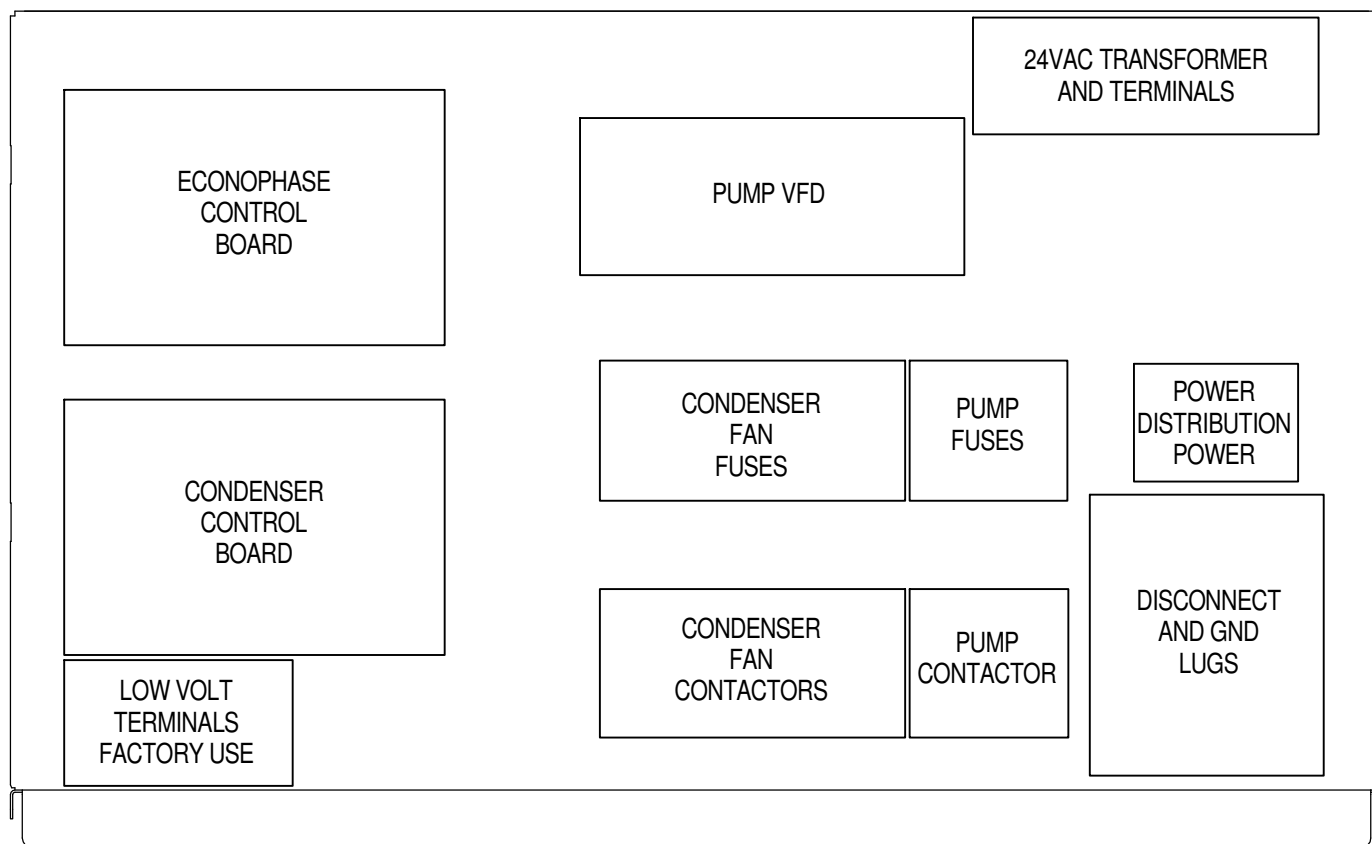 24VAC TRANSFORMER
AND TERMINALS
ECONOPHASE
CONTROL
BOARD
PUMP VFD
CONDENSER
FAN
FUSES
PUMP
FUSES
POWER
DISTRIBUTION
POWER
CONDENSER
CONTROL
BOARD
CONDENSER
FAN
CONTACTORS
PUMP
CONTACTOR
DISCONNECT
AND GND
LUGS
LOW VOLT
TERMINALS
FACTORY USE